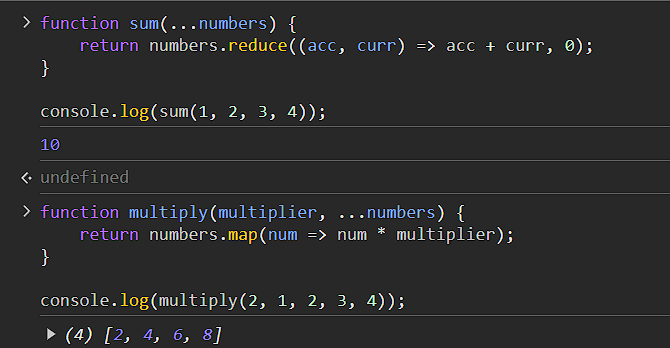 > function sum(...numbers) {
    return numbers.reduce((acc, curr) => acc + curr, 0);
}
console.log(sum(1, 2, 3, 4));
10
undefined
> function multiply(multiplier, ...numbers) {
    return numbers.map(num => num * multiplier);
}
console.log(multiply(2, 1, 2, 3, 4));
(4) [2, 4, 6, 8]